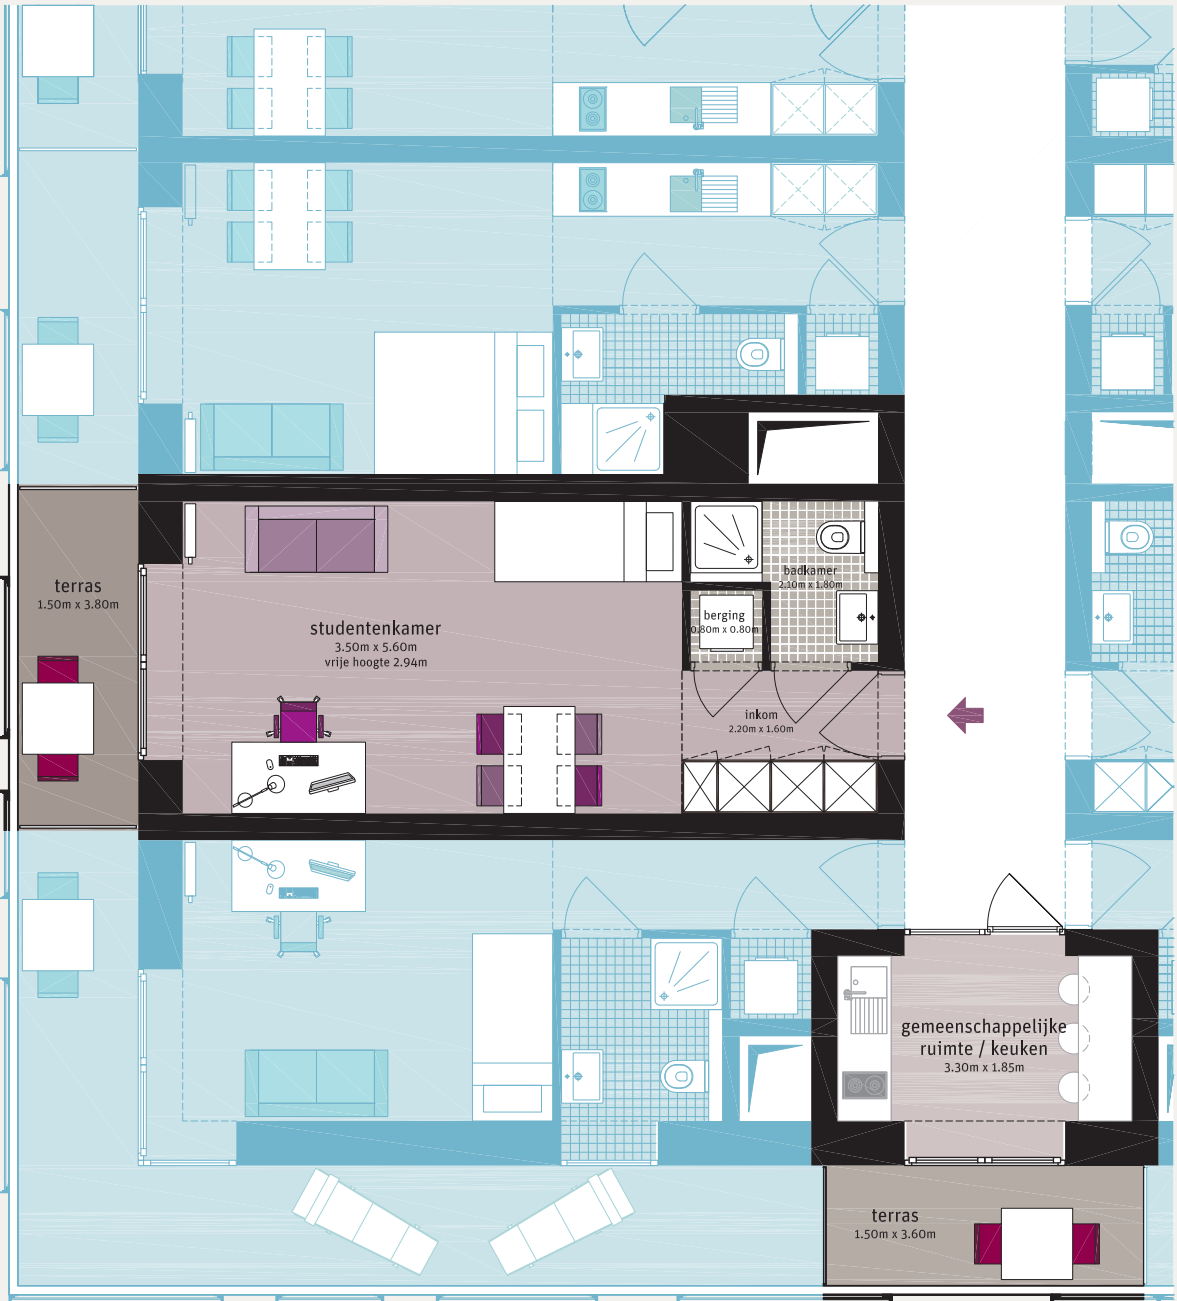 terras
1.50m x 3.80m
studentenkamer
3.50m x 5.60m
vrije hoogte 2.94m
badkamer
2.10m x 1.80m
berging
0.80m x 0.80m
inkom
2.20m x 1.60m
gemeenschappelijke
ruimte / keuken
3.30m x 1.85m
terras
1.50m x 3.60m